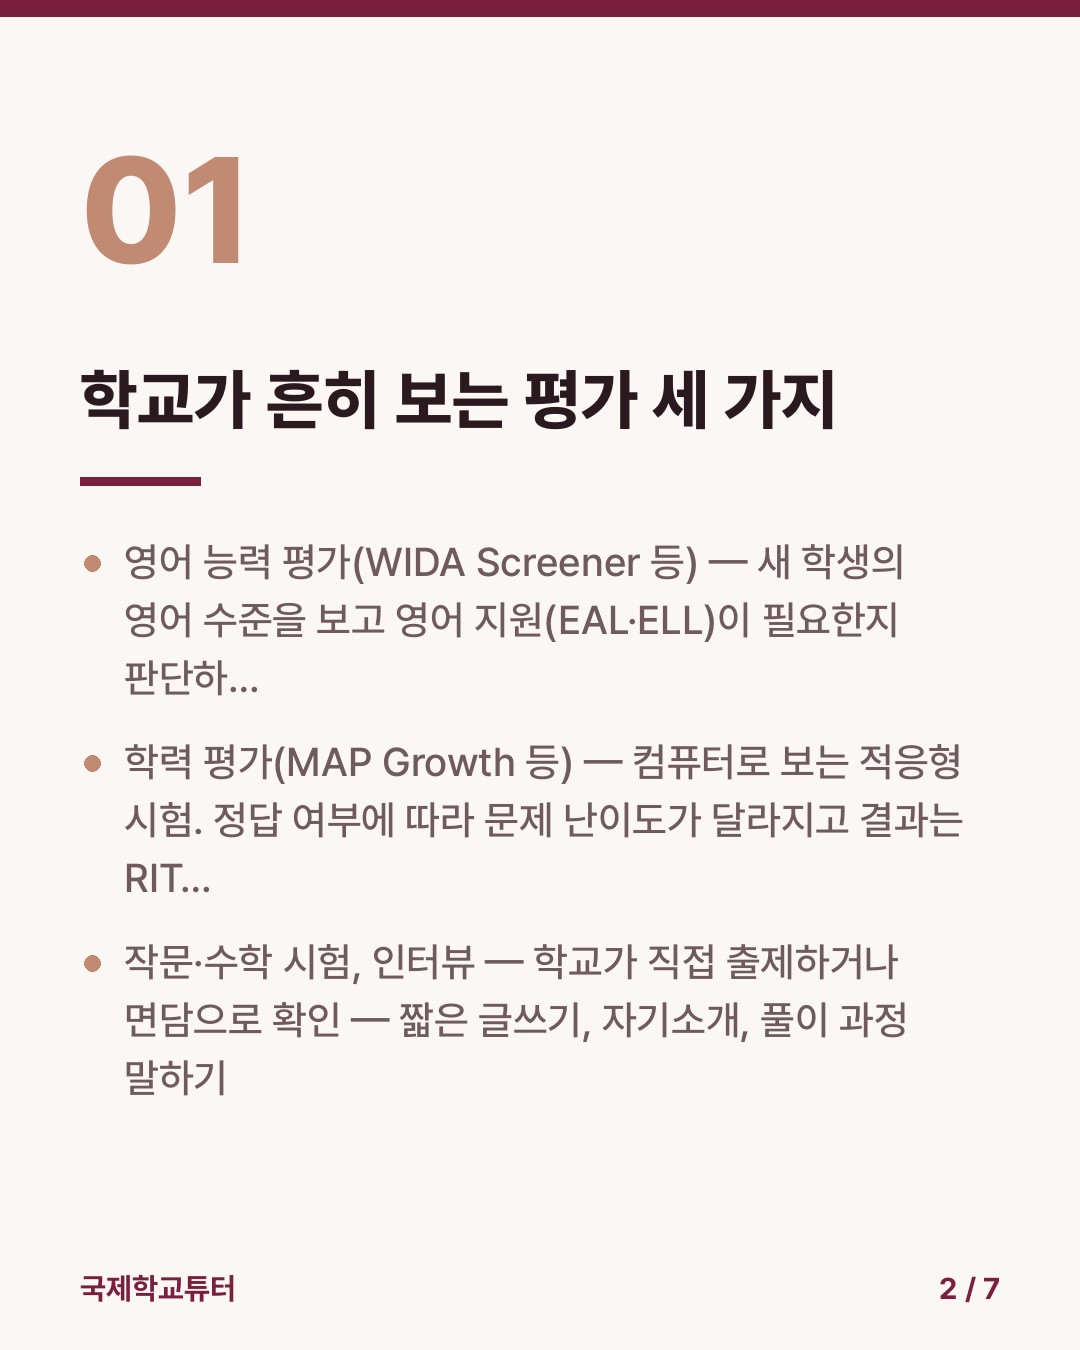 01
학교가 흔히 보는 평가 세 가지
영어 능력 평가(WIDA Screener 등) — 새 학생의
영어 수준을 보고 영어 지원(EAL·ELL)이 필요한지
판단하...
학력 평가(MAP Growth 등) — 컴퓨터로 보는 적응형
시험. 정답 여부에 따라 문제 난이도가 달라지고 결과는
RIT...
작문·수학 시험, 인터뷰 — 학교가 직접 출제하거나
면담으로 확인 — 짧은 글쓰기, 자기소개, 풀이 과정
말하기
국제학교튜터
2 / 7